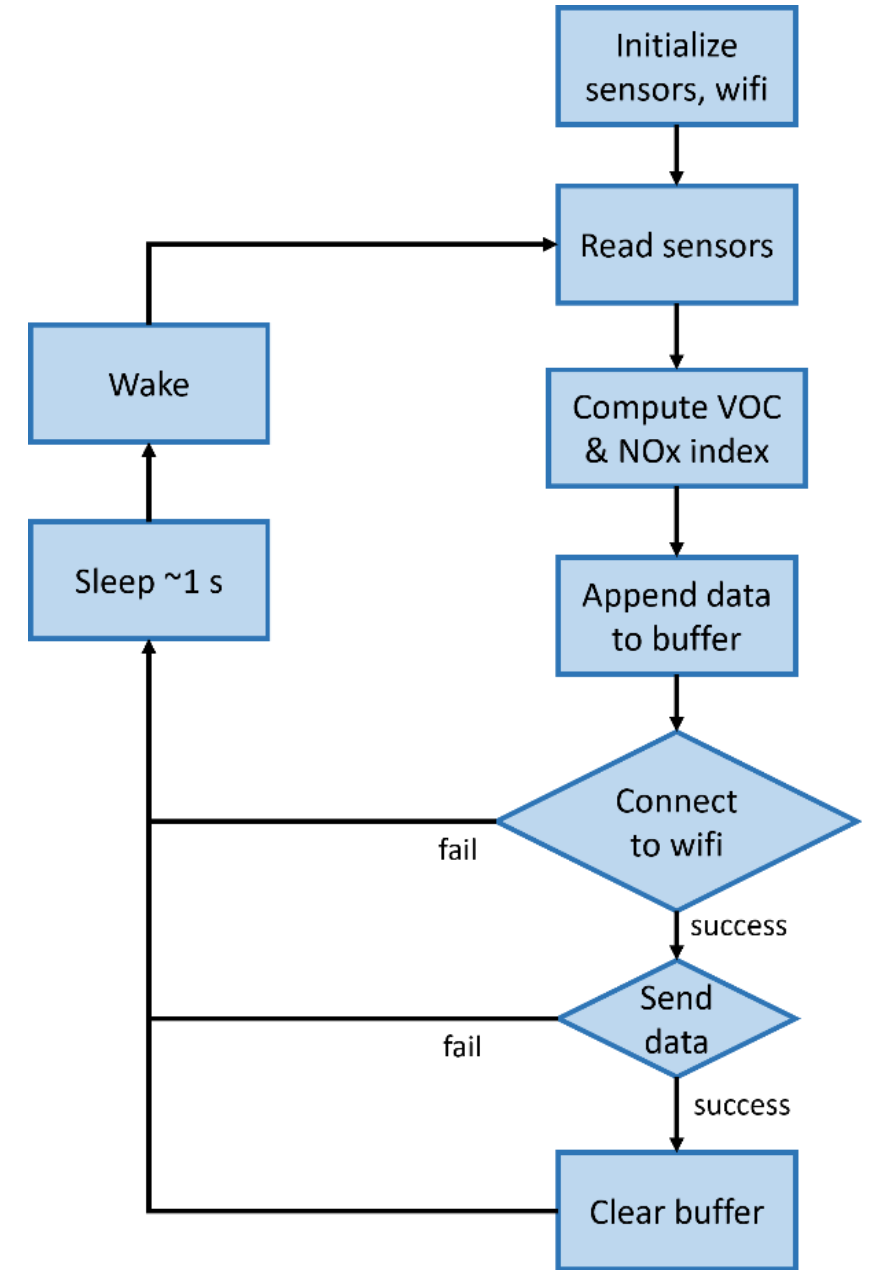 Initialize
sensors, wifi
Read sensors
Wake
Compute VOC
& NOx index
Sleep ~1 s
Append data
to buffer
Connect
to wifi
fail
success
Send
data
fail
success
Clear buffer